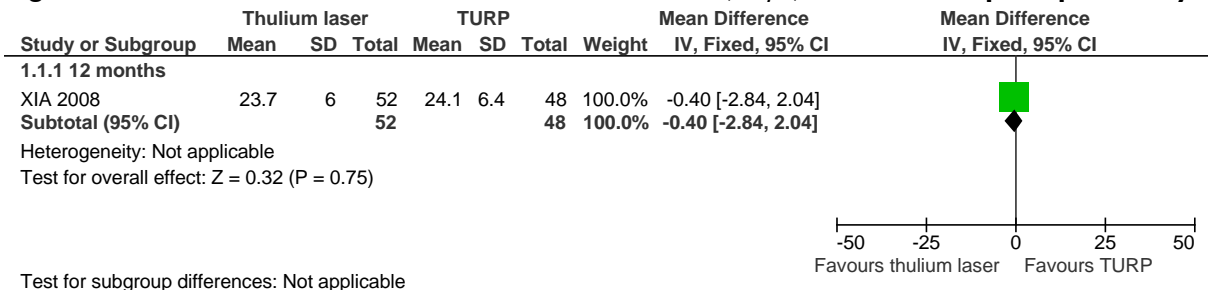 Thulium laser TURP Mean Difference Mean Difference
Study or Subgroup Mean SD Total Mean SD Total Weight IV, Fixed, 95% CI IV, Fixed, 95% CI
1.1.1 12 months
XIA 2008 23.7 6 52 24.1 6.4 48 100.0% -0.40 [-2.84, 2.04]
Subtotal (95% CI) 52 48 100.0% -0.40 [-2.84, 2.04]
Heterogeneity: Not applicable
Test for overall effect: Z = 0.32 (P = 0.75)
-50 -25 0 25 50
Favours thulium laser Favours TURP
Test for subgroup differences: Not applicable